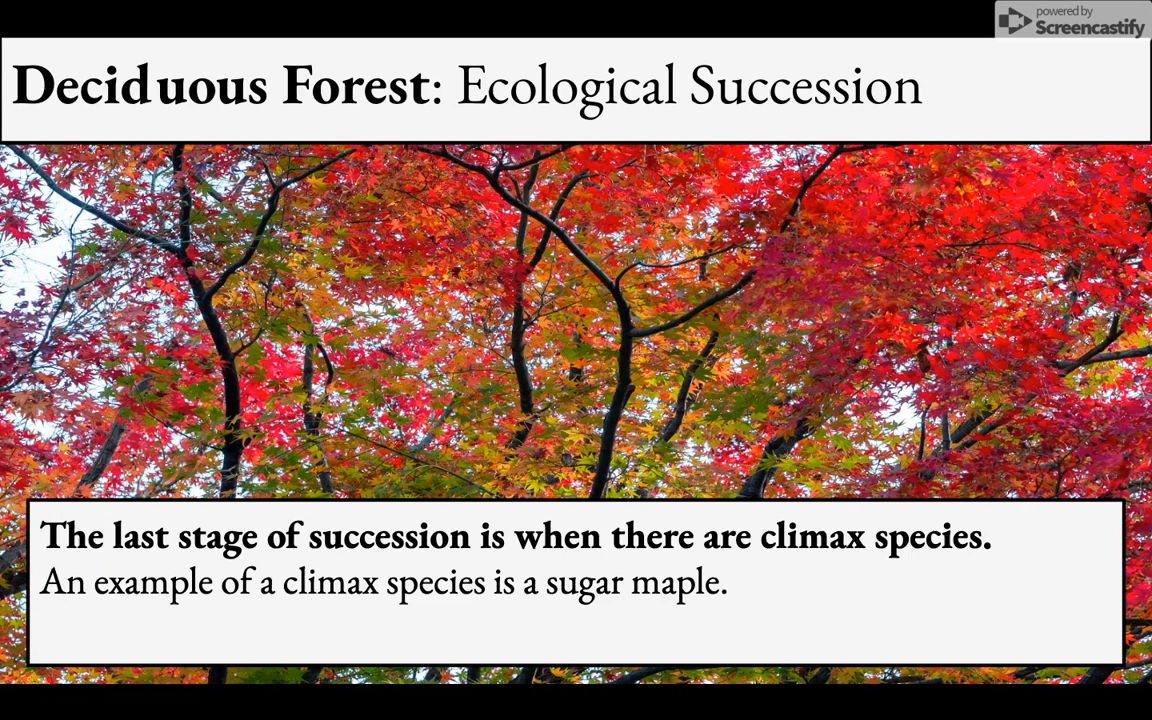 powered by
Screencastify
Deciduous Forest: Ecological Succession
The last stage of succession is when there are climax species.
An example of a climax species is a sugar maple.